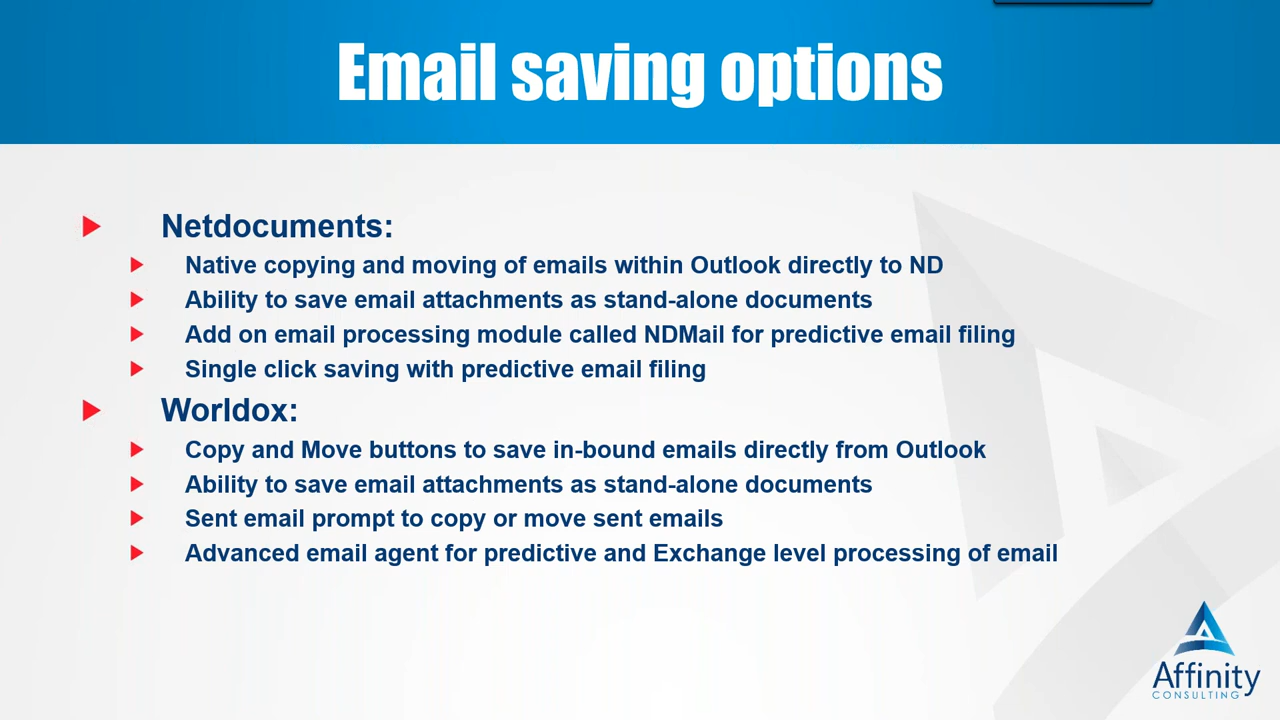 Email saving options
Netdocuments:
Native copying and moving of emails within Outlook directly to ND
Ability to save email attachments as stand-alone documents
Add on email processing module called NDMail for predictive email filing
Single click saving with predictive email filing
Worldox:
Copy and Move buttons to save in-bound emails directly from Outlook
Ability to save email attachments as stand-alone documents
Sent email prompt to copy or move sent emails
Advanced email agent for predictive and Exchange level processing of email
Affinity
CONSULTING